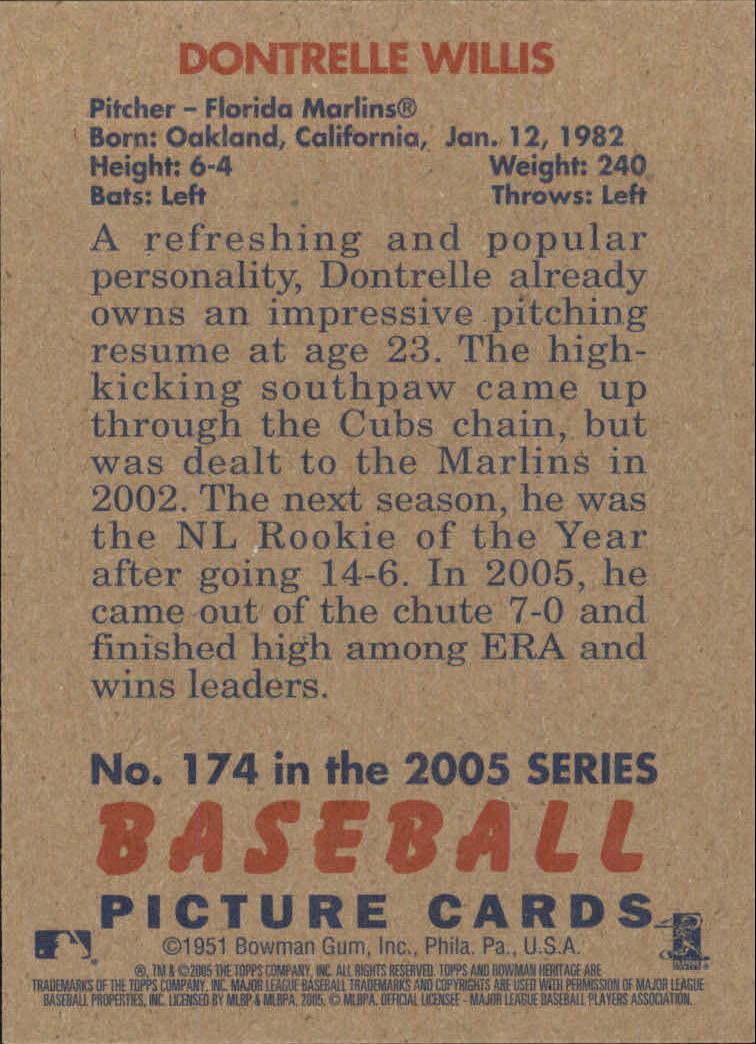 DONTRELLE WILLIS
Pitcher – Florida Marlins®
Born: Oakland, California, Jan. 12, 1982
Height: 6-4 Weight: 240
Bats: Left Throws: Left
A refreshing and popular
personality, Dontrelle already
owns an impressive pitching
resume at age 23. The high-
kicking southpaw came up
through the Cubs chain, but
was dealt to the Marlins in
2002. The next season, he was
the NL Rookie of the Year
after going 14-6. In 2005, he
came out of the chute 7-0 and
finished high among ERA and
wins leaders.
No. 174 in the 2005 SERIES
BASEBALL
PICTURE CARDS
©1951 Bowman Gum, Inc., Phila. Pa., U.S.A.
®, TM & ©2005 THE TOPPS COMPANY, INC. ALL RIGHTS RESERVED. TOPPS AND BOWMAN HERITAGE ARE
TRADEMARKS OF THE TOPPS COMPANY, INC. MAJOR LEAGUE BASEBALL TRADEMARKS AND COPYRIGHTS ARE USED WITH PERMISSION OF MAJOR LEAGUE
BASEBALL PROPERTIES, INC. LICENSED BY MLBP & MLBPA, 2005. © MLBPA. OFFICIAL LICENSEE - MAJOR LEAGUE BASEBALL PLAYERS ASSOCIATION.